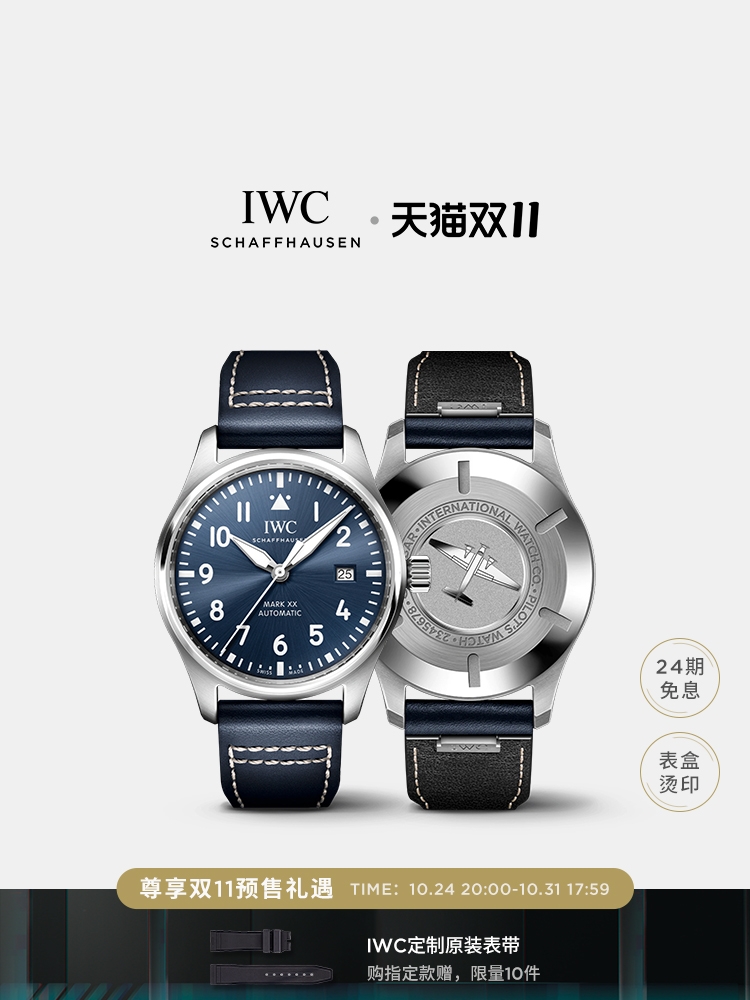 IWC
SCHAFFHAUSEN
天猫双11
11
1
10
2
IWC
SCHAFFHAUSEN
9
25
MARK XX
AUTOMATIC
8
4
7
5
6
SWISS MADE
INTERNATIONAL WATCH CO. • PILOT'S WATCH • 2345678 •
24期
免息
表盒
烫印
尊享双11预售礼遇 TIME：10.24 20:00-10.31 17:59
IWC定制原装表带
购指定款赠，限量10件